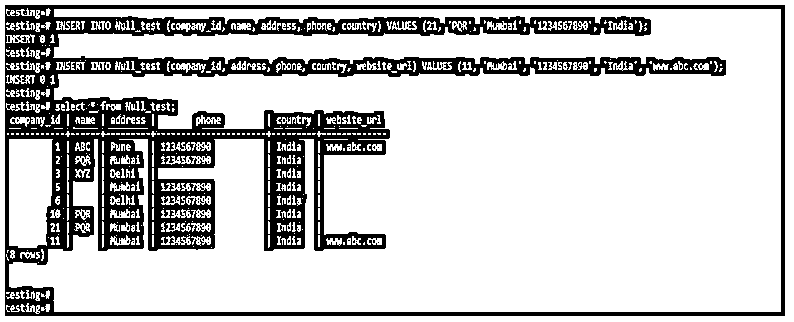 testing=#
testing=# INSERT INTO Null_test (company_id, name, address, phone, country) VALUES (21, 'PQR', 'Mumbai', '1234567890', 'India');
INSERT 0 1
testing=#
testing=# INSERT INTO Null_test (company_id, address, phone, country, website_url) VALUES (11, 'Mumbai', '1234567890', 'India', 'www.abc.com');
INSERT 0 1
testing=#
testing=# select * from Null_test;
company_id | name | address | phone | country | website_url
1 | ABC | Pune | 1234567890 | India | www.abc.com
2 | PQR | Mumbai | 1234567890 | India |
3 | XYZ | Delhi | | India |
5 | | Mumbai | 1234567890 | India |
6 | | Delhi | 1234567890 | India |
10 | PQR | Mumbai | 1234567890 | India |
21 | PQR | Mumbai | 1234567890 | India |
11 | | Mumbai | 1234567890 | India | www.abc.com
(8 rows)
testing=#
testing=#